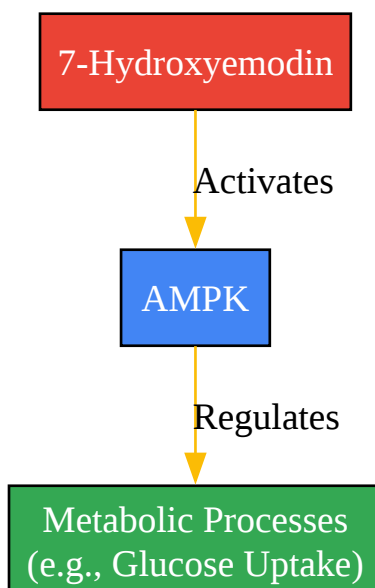 7-Hydroxyemodin
Activates
AMPK
Regulates
Metabolic Processes
(e.g., Glucose Uptake)